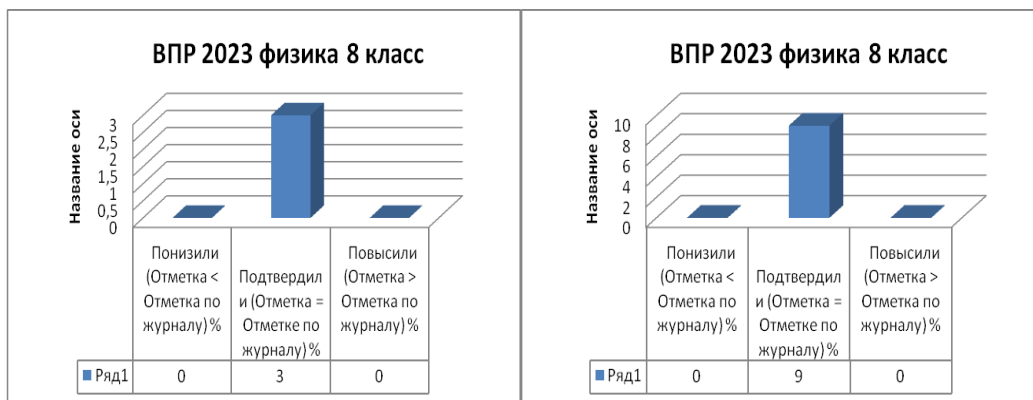 ВПР 2023 физика 8 класс
Название оси
3
2,5
2
1,5
1
0,5
0
Понизили
(Отметка <
Отметка по
журналу) %
Подтвердил
и (Отметка =
Отметке по
журналу) %
Повысили
(Отметка >
Отметка по
журналу) %
Ряд1 0 3 0
ВПР 2023 физика 8 класс
Название оси
10
8
6
4
2
0
Понизили
(Отметка <
Отметка по
журналу) %
Подтвердил
и (Отметка =
Отметке по
журналу) %
Повысили
(Отметка >
Отметка по
журналу) %
Ряд1 0 9 0